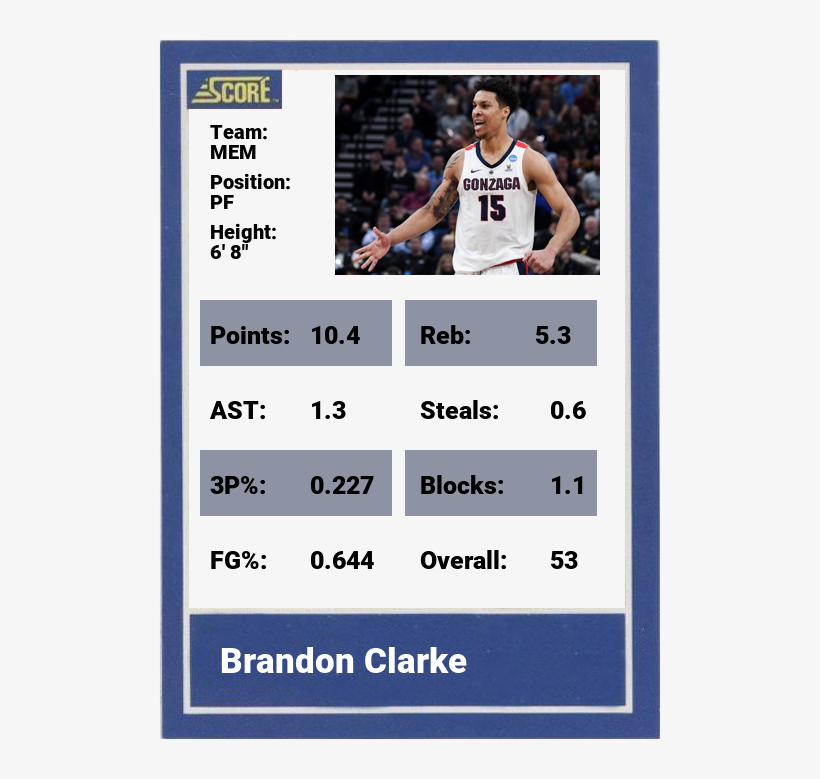 SCORE
Team:
MEM
Position:
PF
Height:
6' 8"
GONZAGA
15
Points: 10.4
Reb: 5.3
AST: 1.3
Steals: 0.6
3P%: 0.227
Blocks: 1.1
FG%: 0.644
Overall: 53
Brandon Clarke